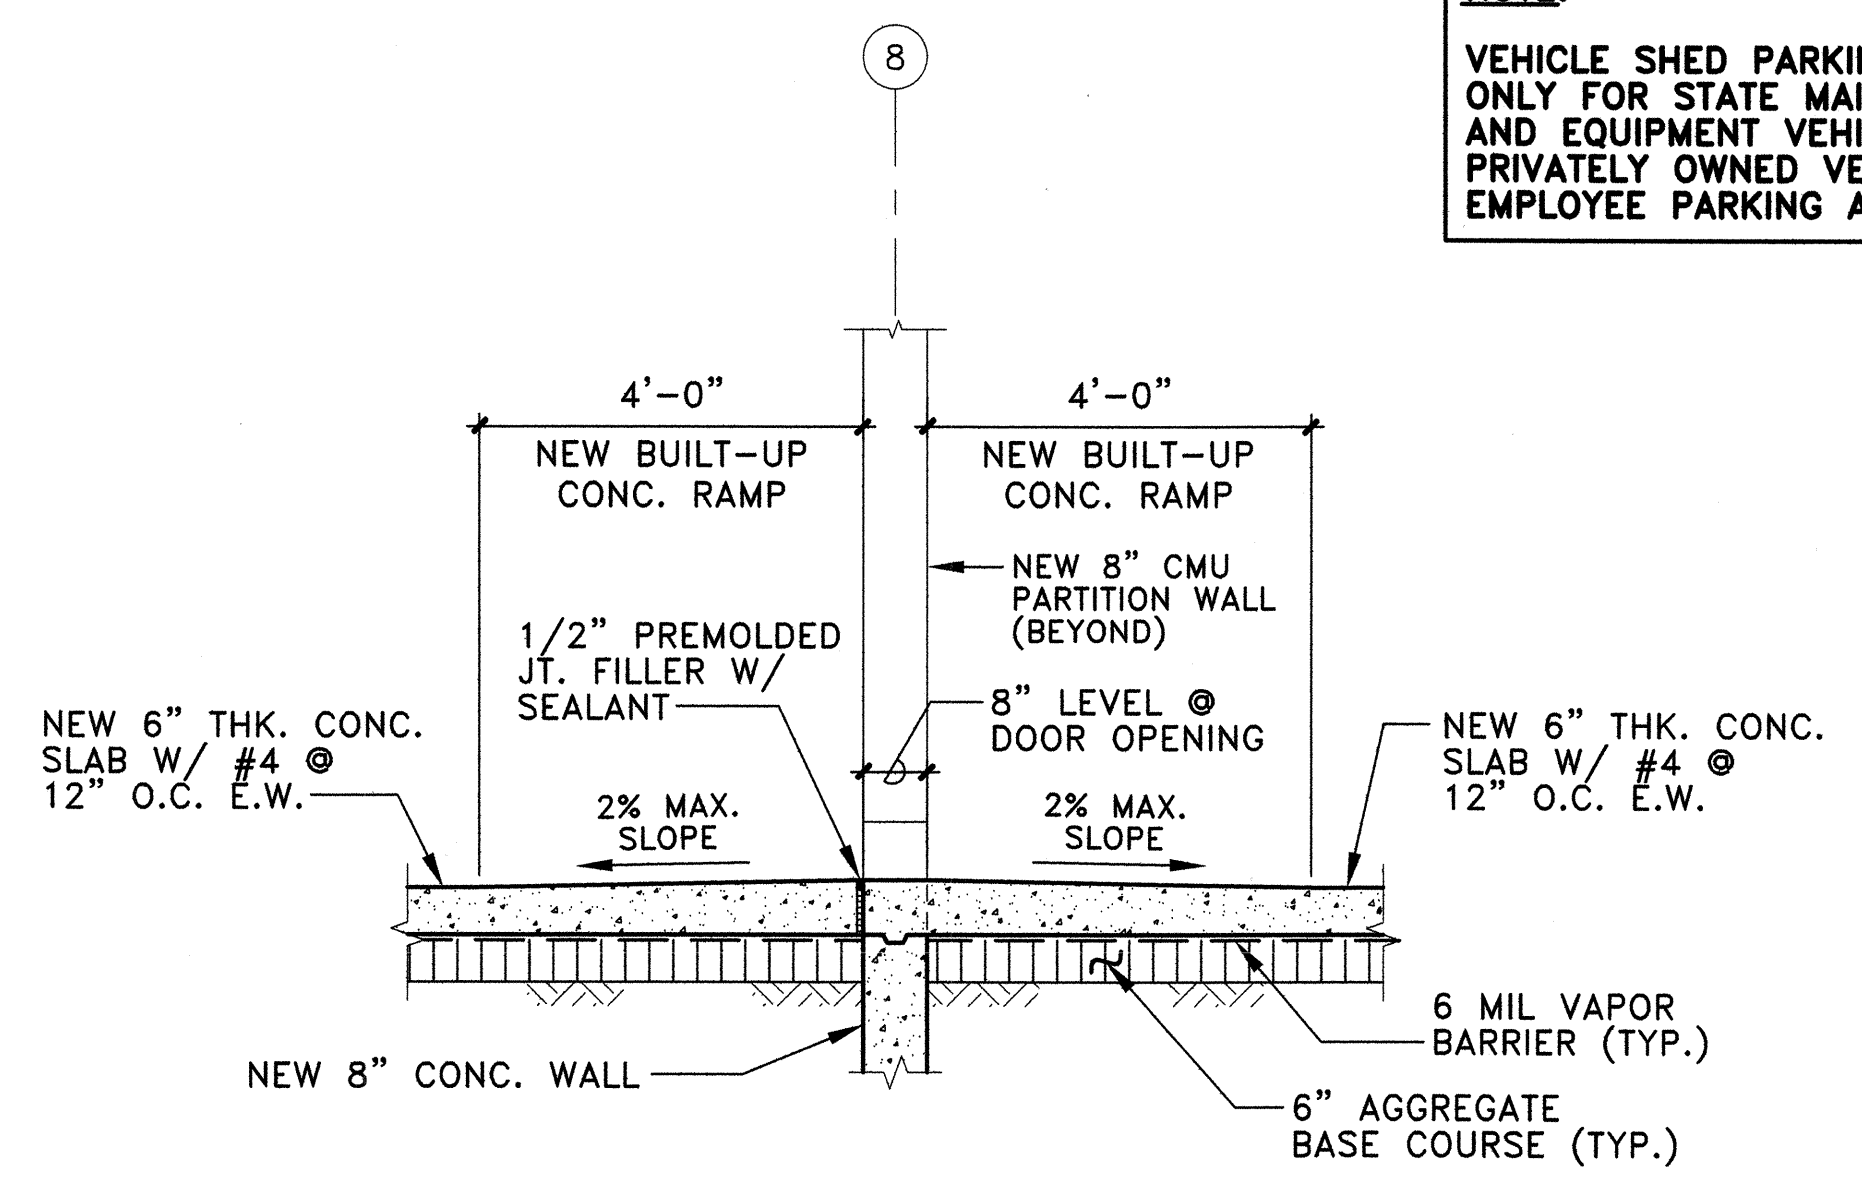 8
VEHICLE SHED
ONLY FOR STATE
AND EQUIPMENT
PRIVATELY OWNED
EMPLOYEE PARKING
4'-0"
NEW BUILT-UP
CONC. RAMP
4'-0"
NEW BUILT-UP
CONC. RAMP
NEW 8" CMU
PARTITION WALL
(BEYOND)
1/2" PREMOLDED
JT. FILLER W/
SEALANT
8" LEVEL @
DOOR OPENING
NEW 6" THK. CONC.
SLAB W/ #4 @
12" O.C. E.W.
NEW 6" THK. CONC.
SLAB W/ #4 @
12" O.C. E.W.
2% MAX.
SLOPE
2% MAX.
SLOPE
NEW 8" CONC. WALL
6 MIL VAPOR
BARRIER (TYP.)
6" AGGREGATE
BASE COURSE (TYP.)